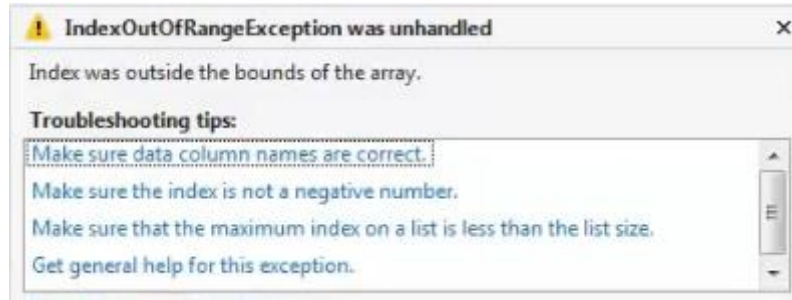 IndexOutOfRangeException was unhandled
Index was outside the bounds of the array.
Troubleshooting tips:
Make sure data column names are correct.
Make sure the index is not a negative number.
Make sure that the maximum index on a list is less than the list size.
Get general help for this exception.